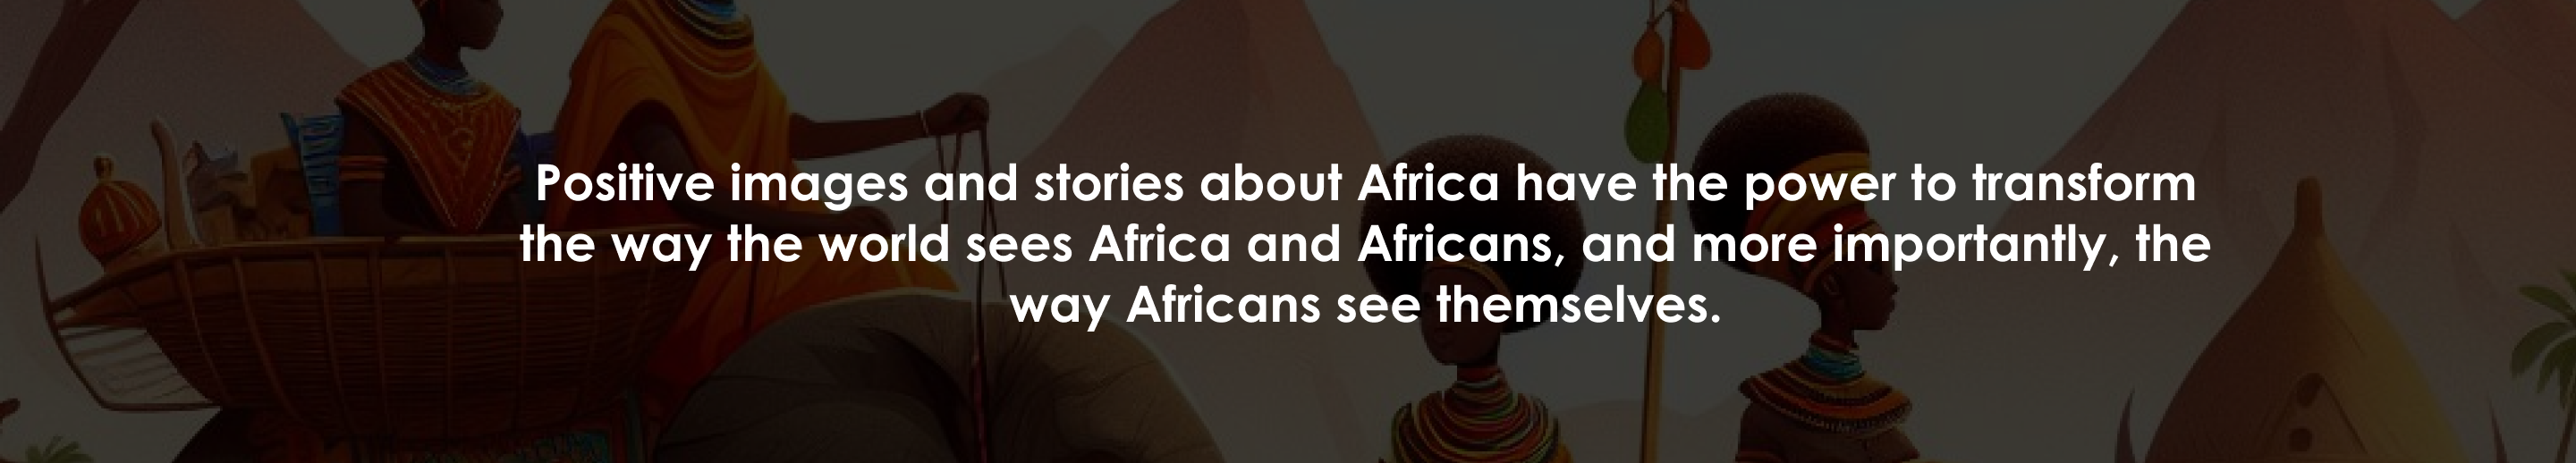 Positive images and stories about Africa have the power to transform
the way the world sees Africa and Africans, and more importantly, the
way Africans see themselves.